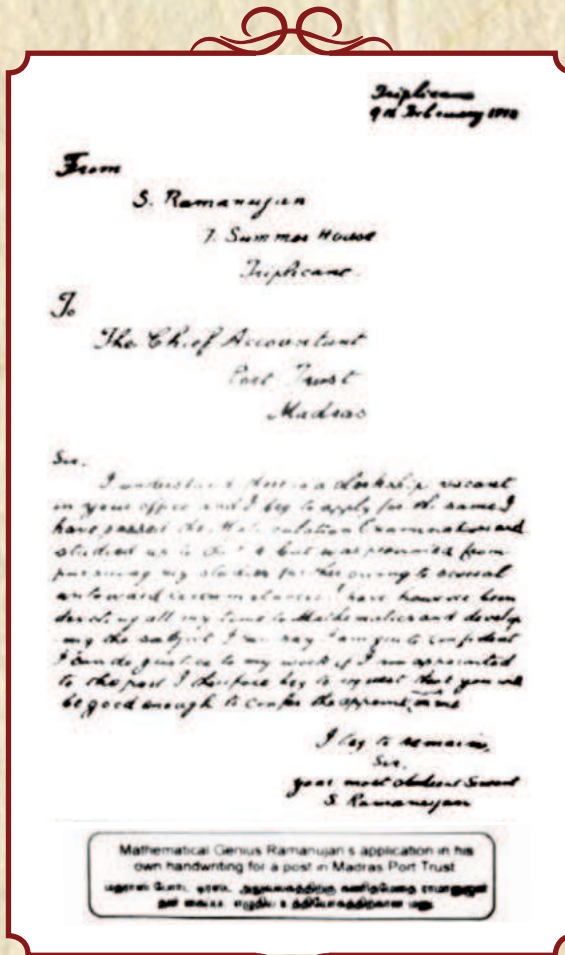 Triplicane
9th February 1912
From
S. Ramanujan
7, Summer House
Triplicane.
To
The Chief Accountant
Port Trust
Madras
Sir,
I understand there is a clerkship vacant
in your office and I beg to apply for the same I
have passed the Matriculation Examination and
studied up to the F.A but was prevented from
pursuing my studies further owing to several
untoward circumstances I have however been
devoting all my time to Mathematics and develop
ing the subject I can say I am quite confident
I can do justice to my work if I am appointed
to the post I therefore beg to request that you will
be good enough to confer the appointmt on me
I beg to remain,
Sir,
your most obedient Servant
S. Ramanujan
Mathematical Genius Ramanujan's application in his
own handwriting for a post in Madras Port Trust